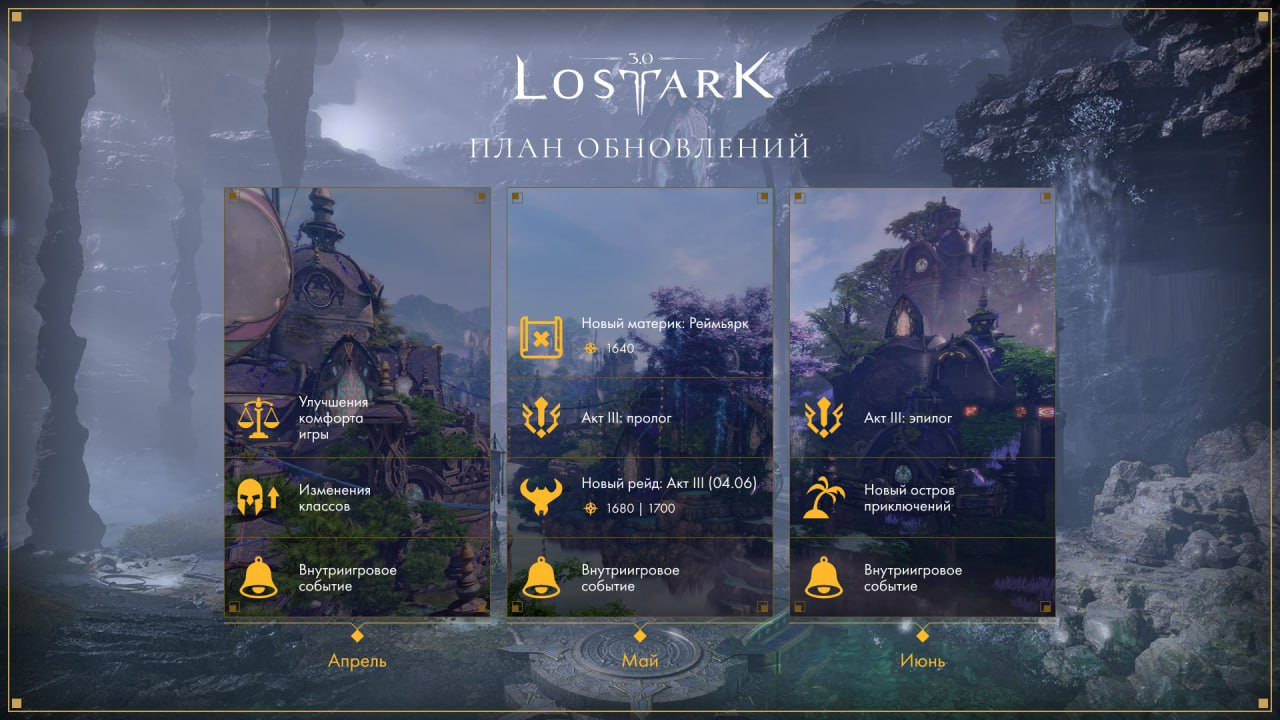 3.0
LOST ARK
ПЛАН ОБНОВЛЕНИЙ
Улучшения
комфорта
игры
Изменения
классов
Внутриигровое
событие
Апрель
Новый материк: Реймьярк
1640
Акт III: пролог
Новый рейд: Акт III (04.06)
1680 | 1700
Внутриигровое
событие
Май
Акт III: эпилог
Новый остров
приключений
Внутриигровое
событие
Июнь